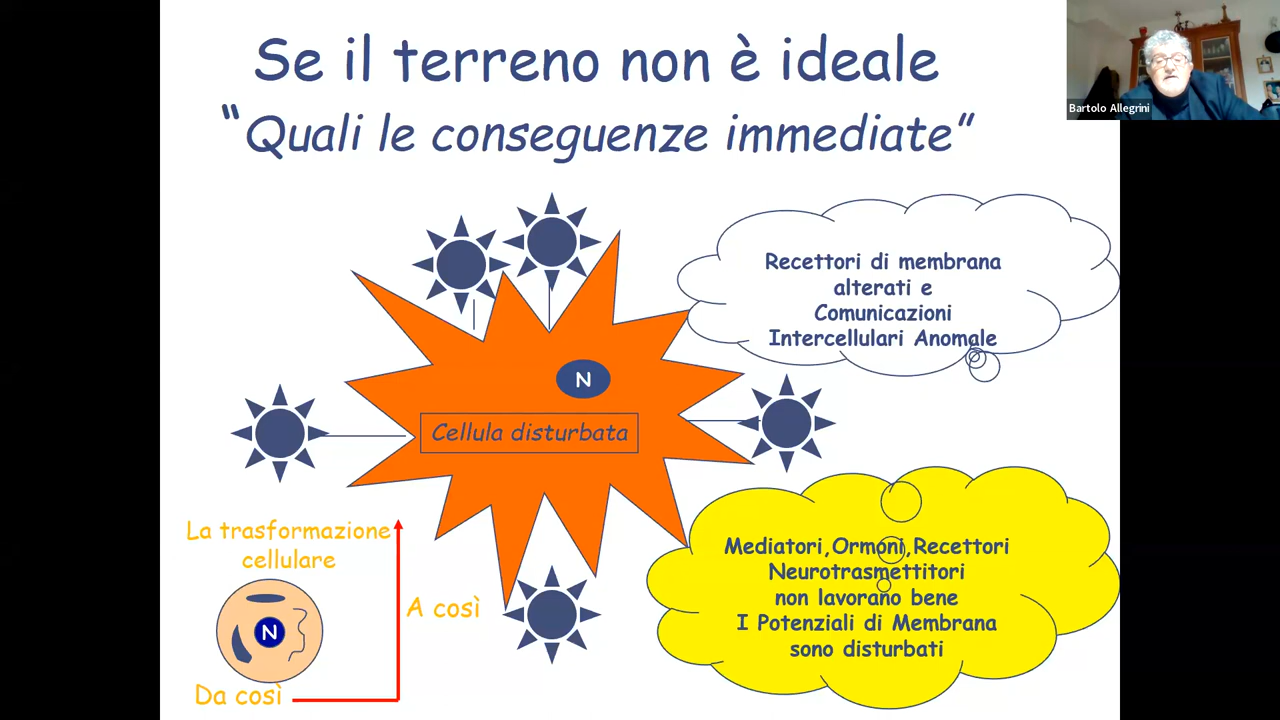 Se il terreno non è ideale
“Quali le conseguenze immediate”
Bartolo Allegrini
Recettori di membrana
alterati e
Comunicazioni
Intercellulari Anomale
N
Cellula disturbata
La trasformazione
cellulare
N
A così
Da così
Mediatori,Ormoni,Recettori
Neurotrasmettitori
non lavorano bene
I Potenziali di Membrana
sono disturbati